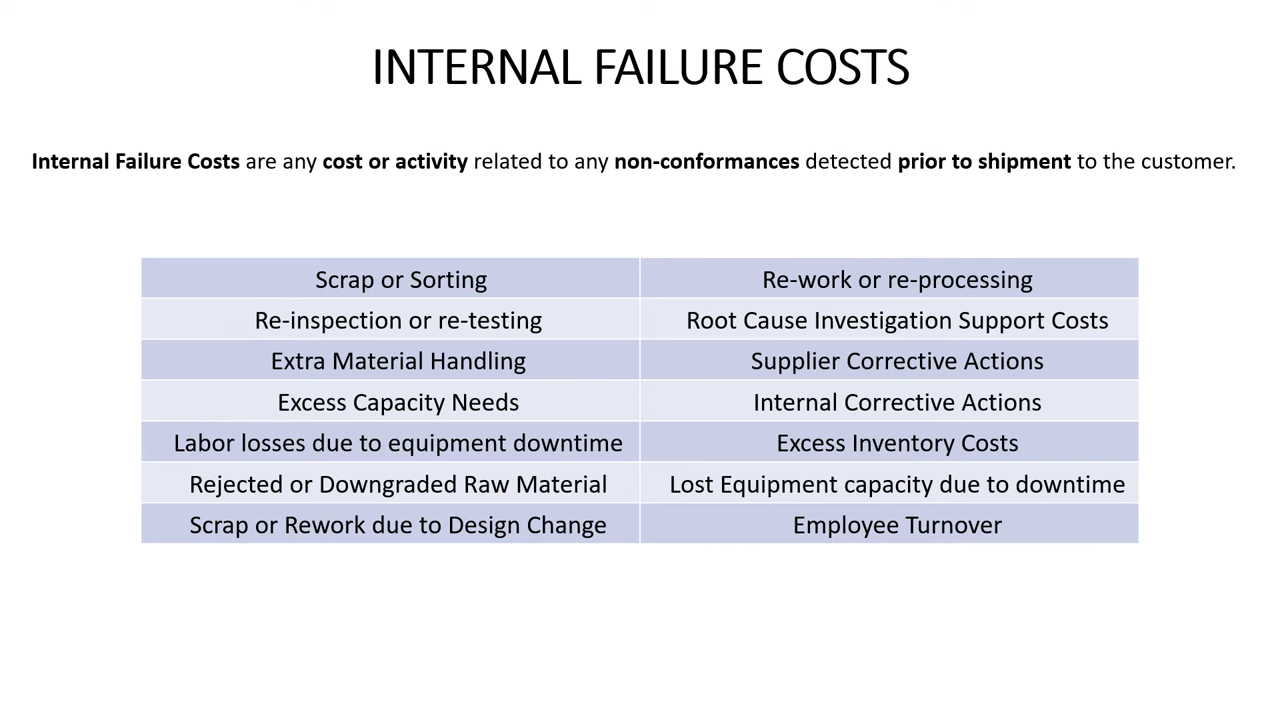 INTERNAL FAILURE COSTS
Internal Failure Costs are any cost or activity related to any non-conformances detected prior to shipment to the customer.
Scrap or Sorting
Re-work or re-processing
Re-inspection or re-testing
Root Cause Investigation Support Costs
Extra Material Handling
Supplier Corrective Actions
Excess Capacity Needs
Internal Corrective Actions
Labor losses due to equipment downtime
Excess Inventory Costs
Rejected or Downgraded Raw Material
Lost Equipment capacity due to downtime
Scrap or Rework due to Design Change
Employee Turnover